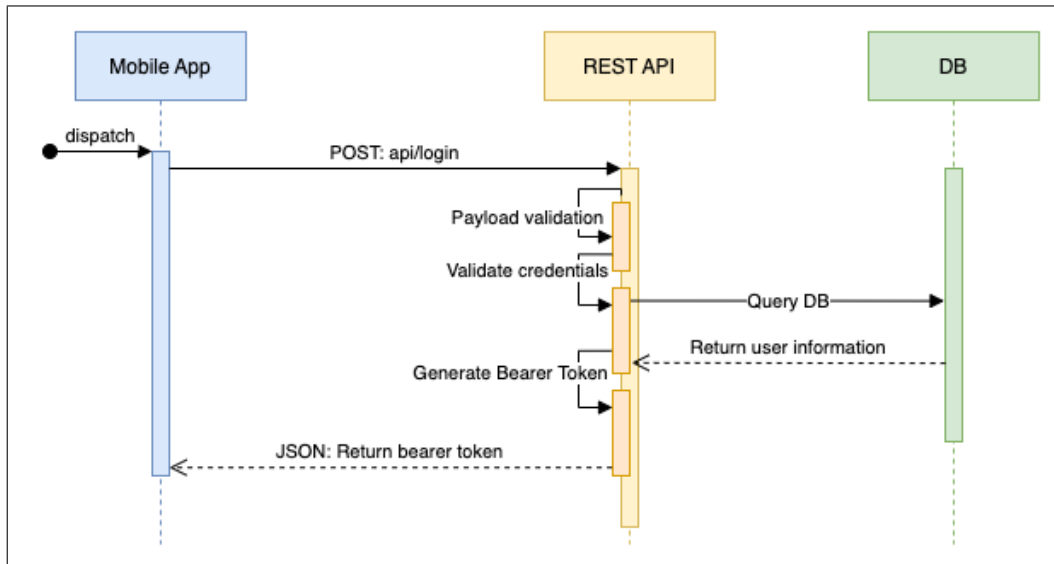 Mobile App
REST API
DB
dispatch
POST: api/login
Payload validation
Validate credentials
Query DB
Return user information
Generate Bearer Token
JSON: Return bearer token